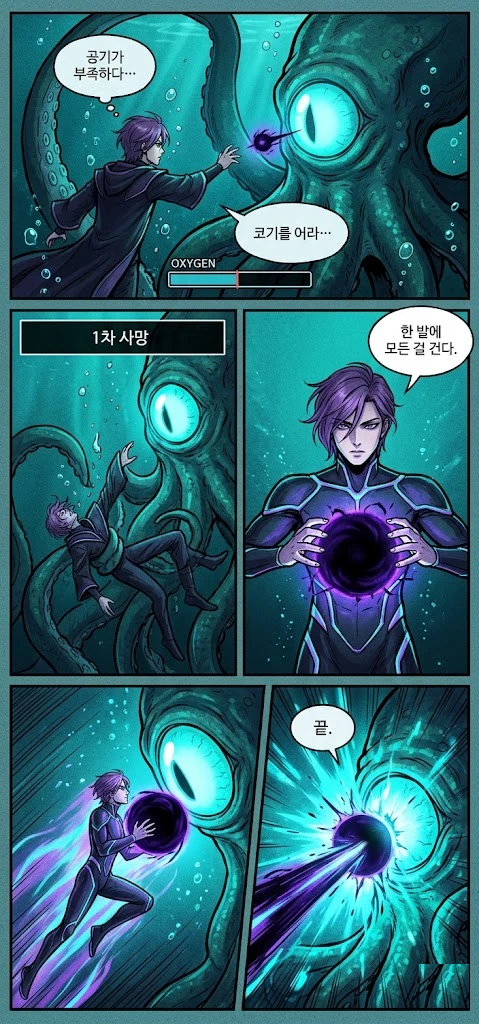 공기가
부족하다…
코기를 어라…
OXYGEN
1차 사망
한 발에
모든 걸 건다.
끝.